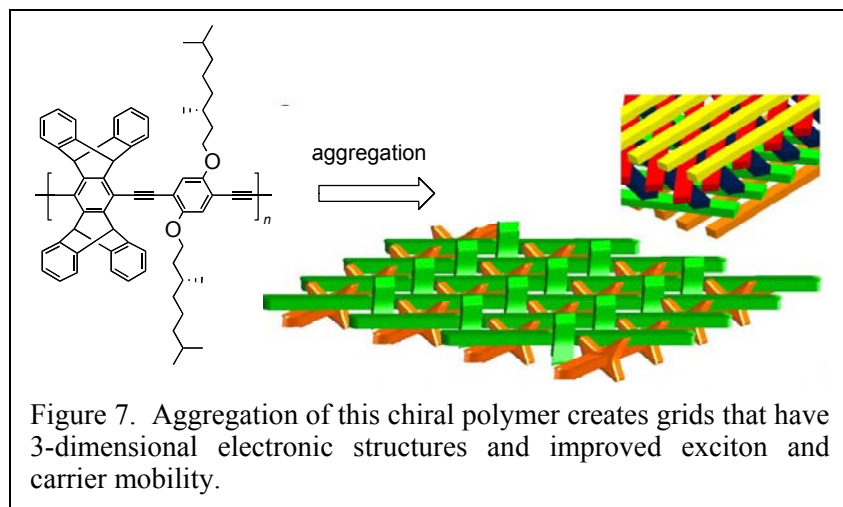 O
aggregation
n
O
Figure 7. Aggregation of this chiral polymer creates grids that have
3-dimensional electronic structures and improved exciton and
carrier mobility.